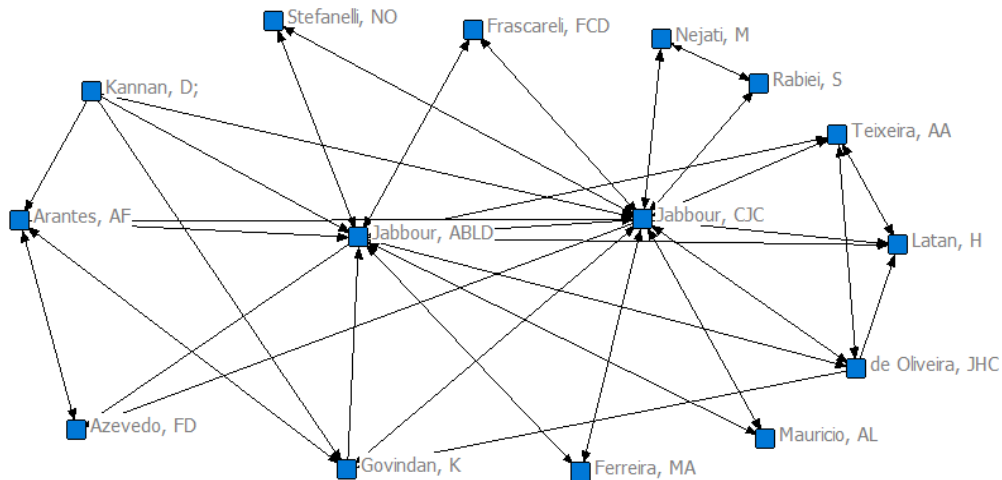 Stefanelli, NO
Frascareli, FCD
Nejati, M
Rabiei, S
Kannan, D;
Teixeira, AA
Arantes, AF
Jabbour, CJC
Jabbour, ABLD
Latan, H
de Oliveira, JHC
Azevedo, FD
Mauricio, AL
Govindan, K
Ferreira, MA